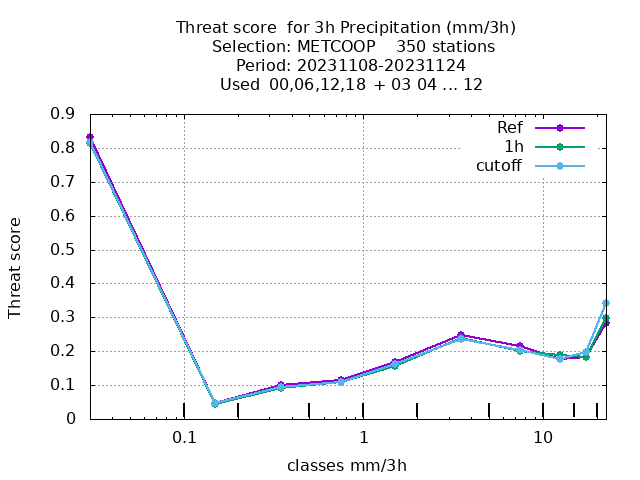 Threat score  for 3h Precipitation (mm/3h)
Selection: METCOOP    350 stations
Period: 20231108-20231124
Used  00,06,12,18  + 03 04 ... 12
Ref
1h
cutoff
Threat score
0.9
0.8
0.7
0.6
0.5
0.4
0.3
0.2
0.1
0
0.1
1
10
classes mm/3h